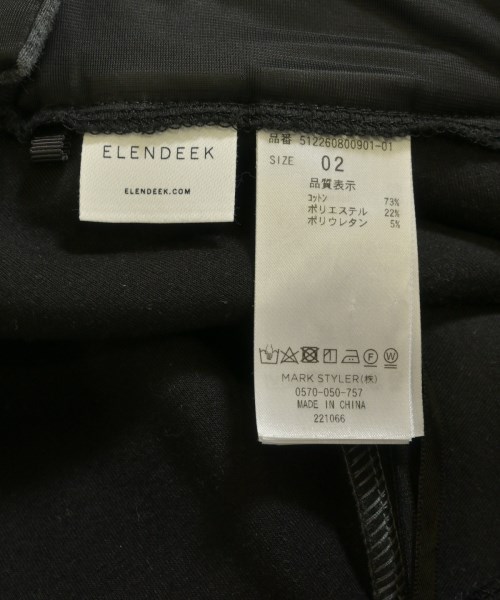 ELENDEEK
ELENDEEK.COM
品番 512260800901-01
SIZE 02
品質表示
コットン 73%
ポリエステル 22%
ポリウレタン 5%
MARK STYLER(株)
0570-050-757
MADE IN CHINA
221066